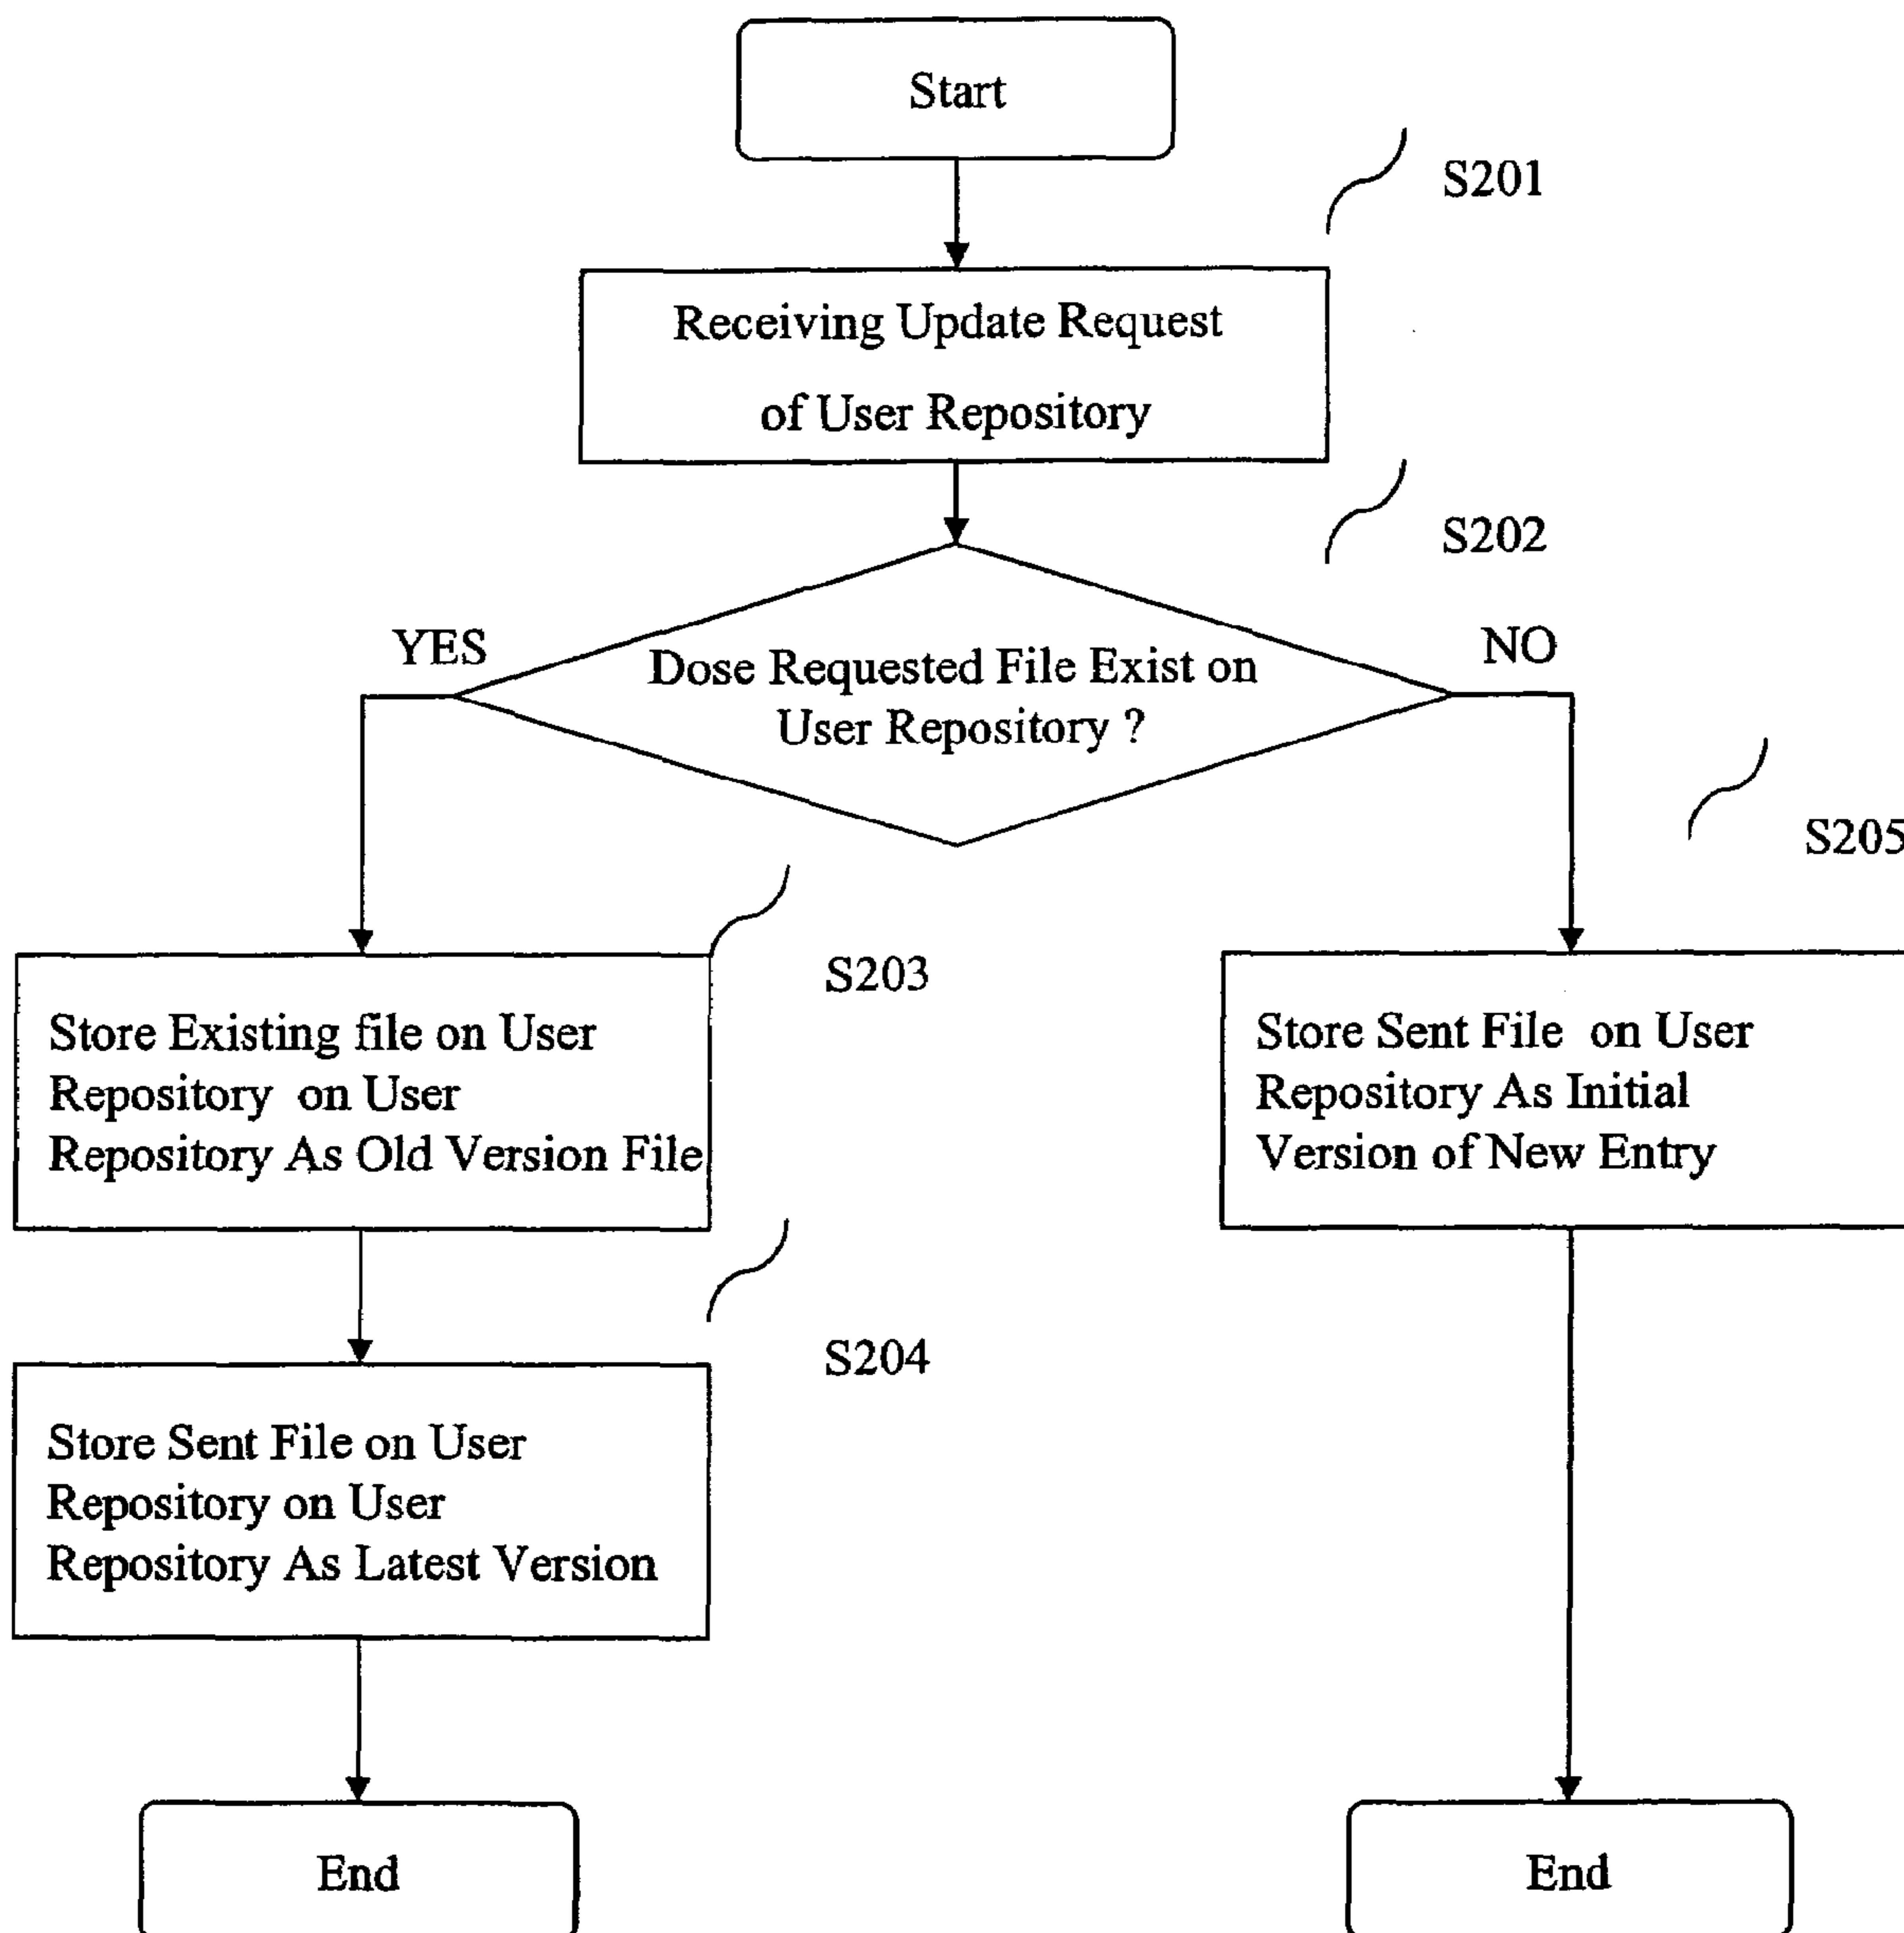 Start
S201
Receiving Update Request
of User Repository
S202
YES
NO
Dose Requested File Exist on
User Repository ?
S205
S203
Store Existing file on User
Repository on User
Repository As Old Version File
Store Sent File on User
Repository As Initial
Version of New Entry
S204
Store Sent File on User
Repository on User
Repository As Latest Version
End
End